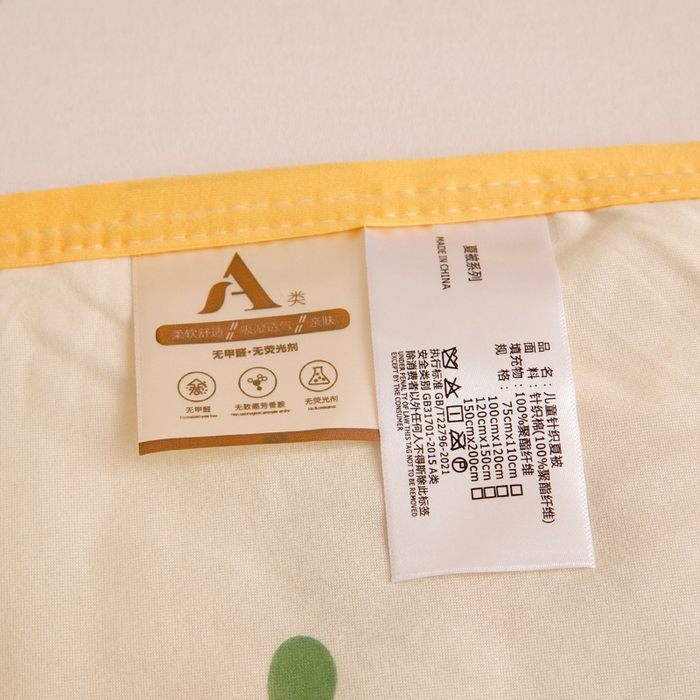 A类
柔软舒适//吸湿透气//亲肤
无甲醛·无荧光剂
无甲醛
无致癌芳香胺
无荧光剂
夏被系列
MADE IN CHINA
品 名：儿童针织夏被
面 料：针织棉(100%聚酯纤维)
填充物：100%聚酯纤维
规 格：75cmx110cm
100cmx120cm
120cmx150cm
150cmx200cm
执行标准 GB/T22796-2021
安全类别 GB31701-2015 A类
除消费者以外任何人不得斯除此标签
UNDER PENALE OF LAW THIS TAG NOT TO BE REMOVED
EXCEPT BY THE CONSUMER